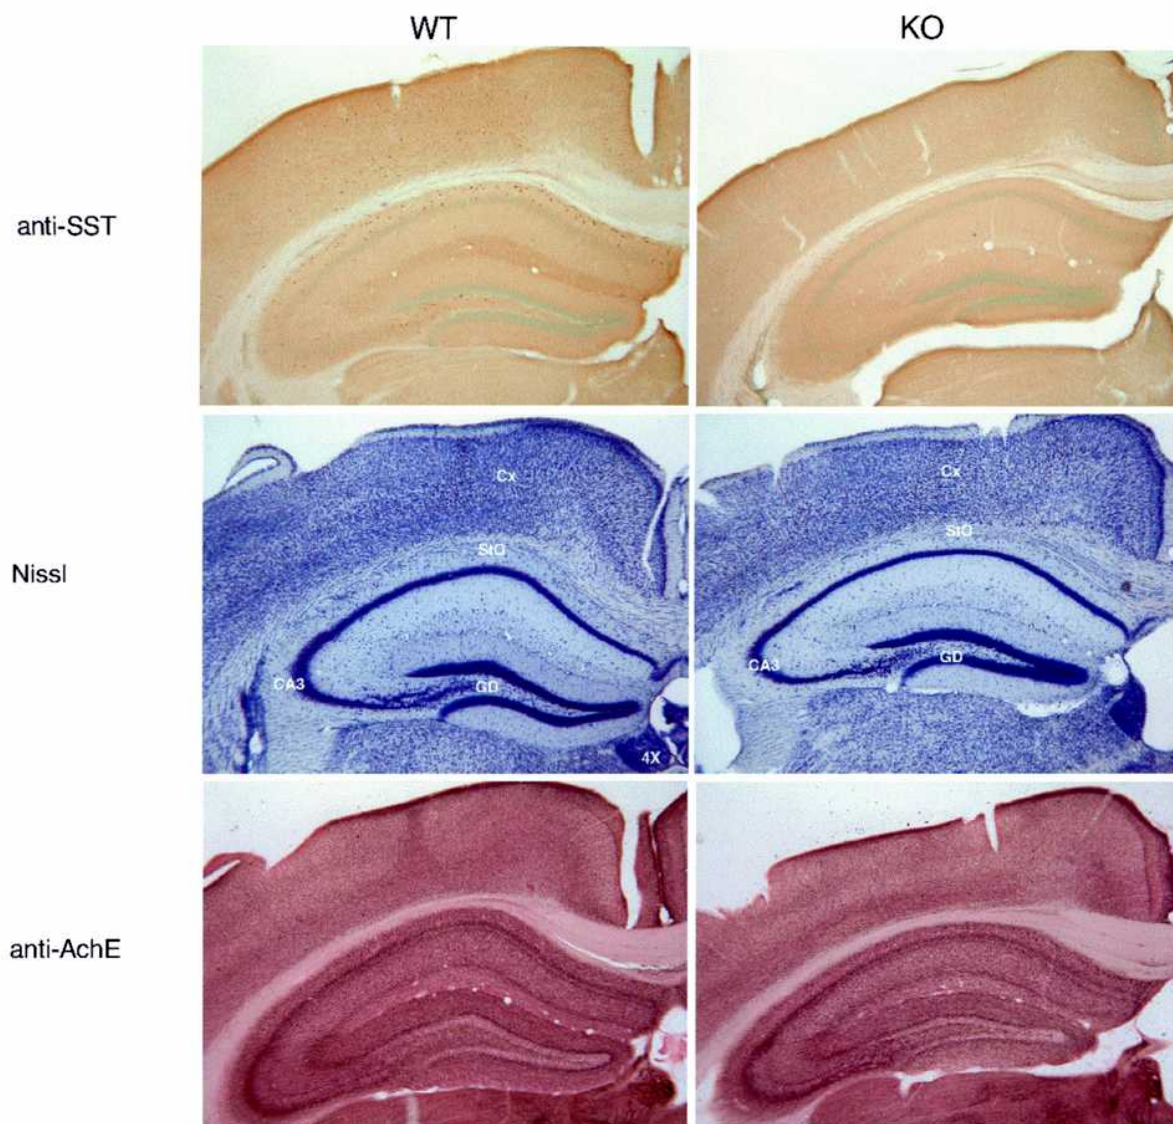 WT
KO
anti-SST
Nissl
Cx
StO
CA3
GD
4X
Cx
StO
CA3
GD
anti-AchE